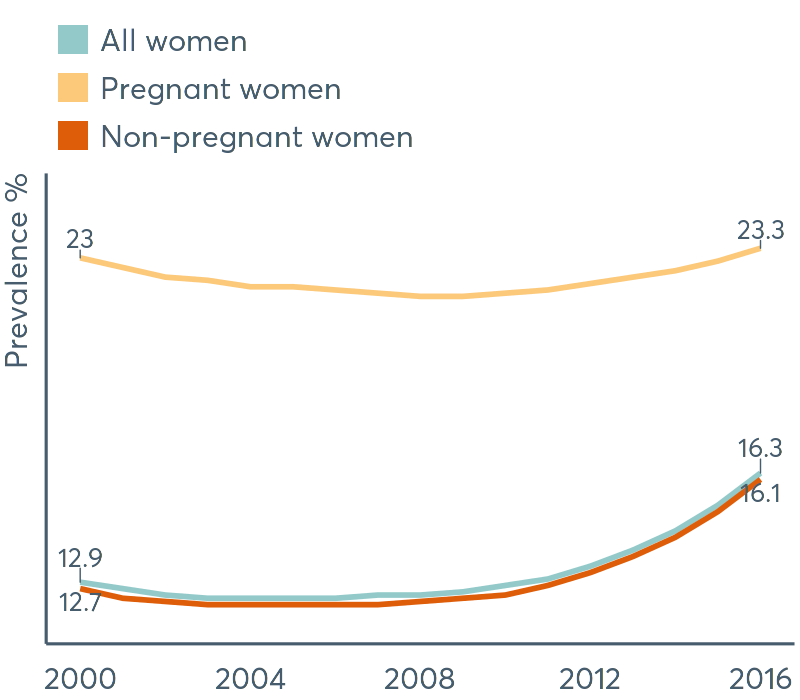 All women
Pregnant women
Non-pregnant women
Prevalence %
23
23.3
16.3
16.1
12.9
12.7
2000 2004 2008 2012 2016